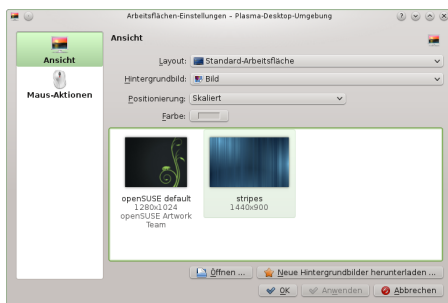 Arbeitsflächen-Einstellungen – Plasma-Desktop-Umgebung
Ansicht
Maus-Aktionen
Ansicht
Layout: Standard-Arbeitsfläche
Hintergrundbild: Bild
Positionierung: Skaliert
Farbe:
openSUSE default
1280x1024
openSUSE Artwork
Team
stripes
1440x900
Öffnen ...
Neue Hintergrundbilder herunterladen ...
OK
Anwenden
Abbrechen